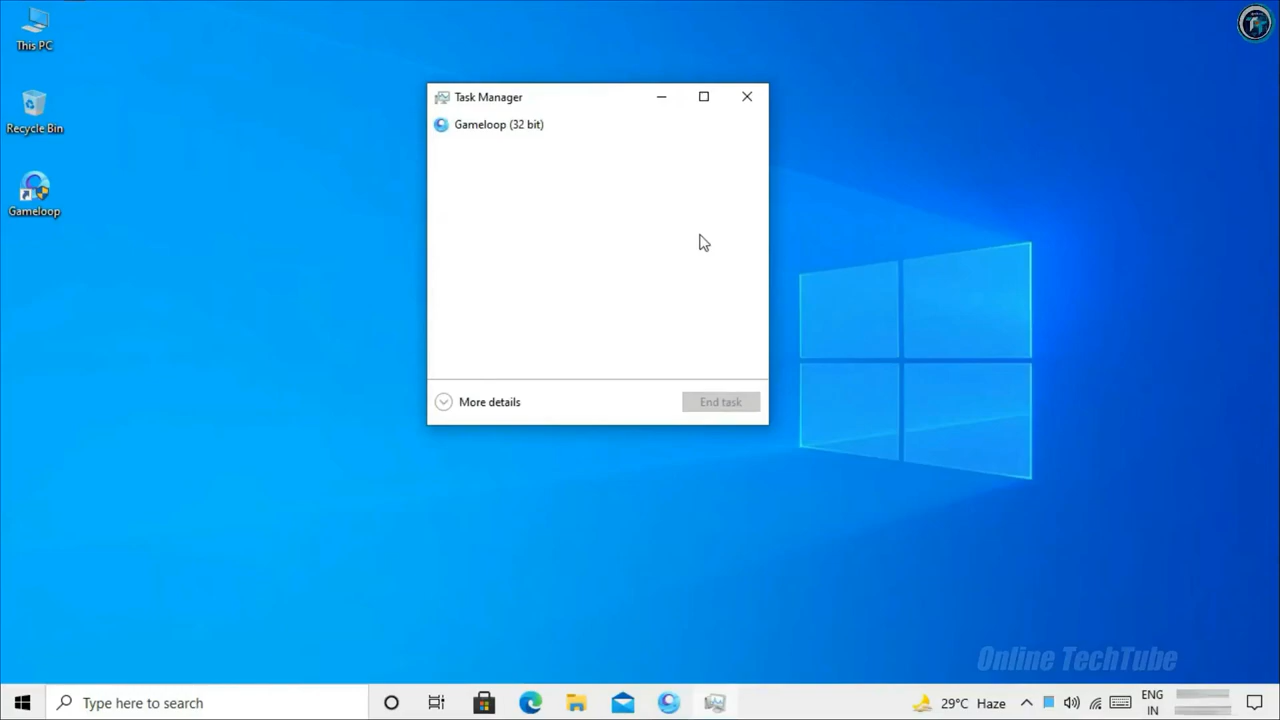 This PC
Recycle Bin
Gameloop
Task Manager
Gameloop (32 bit)
More details
End task
Online TechTube
Type here to search
29°C Haze
ENG
IN